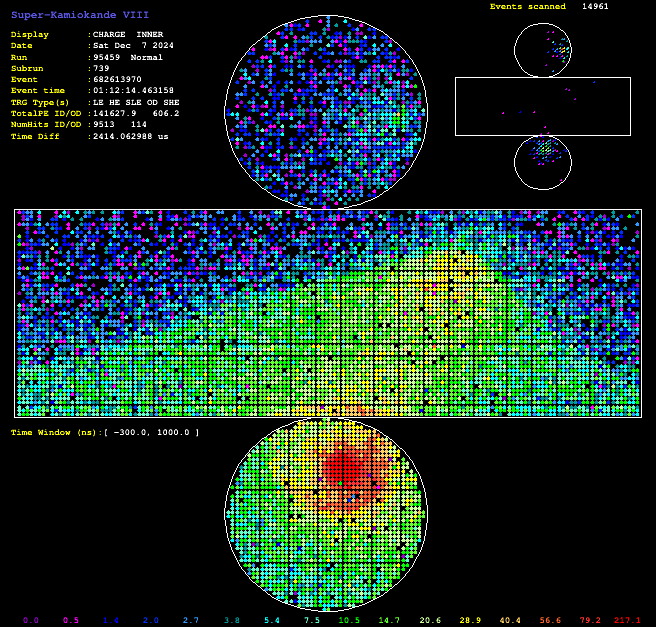 Super-Kamiokande VIII
Events scanned 14961
Display :CHARGE INNER
Date :Sat Dec 7 2024
Run :95459 Normal
Subrun :739
Event :682613970
Event time :01:12:14.463158
TRG Type(s) :LE HE SLE OD SHE
TotalPE ID/OD :141627.9 606.2
NumHits ID/OD :9513 114
Time Diff :2414.062988 us
Time Window (ns):[ -300.0, 1000.0 ]
0.0 0.5 1.4 2.0 2.7 3.8 5.4 7.5 10.5 14.7 20.6 28.9 40.4 56.6 79.2 217.1